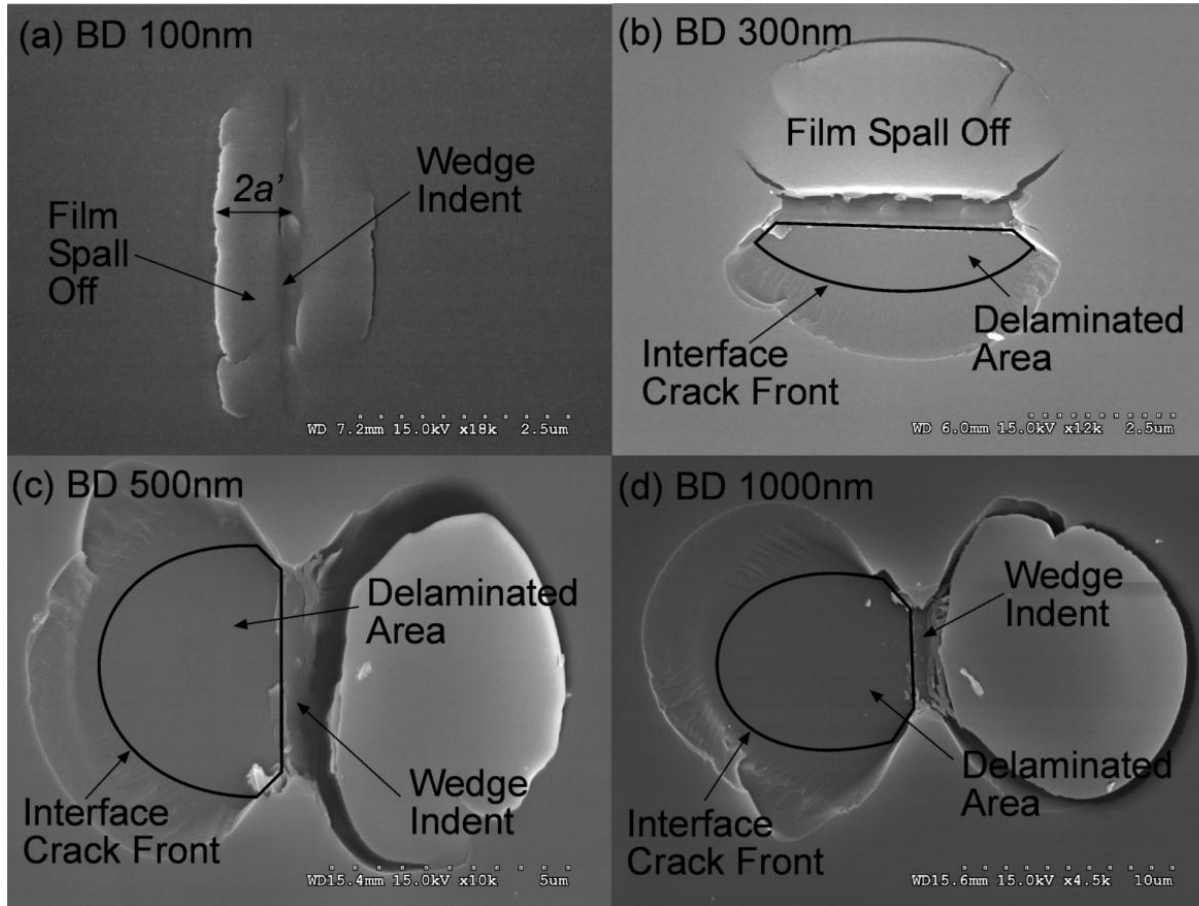 (a) BD 100nm
2a’
Wedge
Indent
Film
Spall
Off
WD 7.2mm 15.0kV x18k 2.5um
(b) BD 300nm
Film Spall Off
Interface
Crack Front
Delaminated
Area
WD 6.0mm 15.0kV x12k 2.5um
(c) BD 500nm
Delaminated
Area
Wedge
Indent
Interface
Crack Front
WD15.4mm 15.0kV x10k 5um
(d) BD 1000nm
Wedge
Indent
Delaminated
Area
Interface
Crack Front
WD15.6mm 15.0kV x4.5k 10um